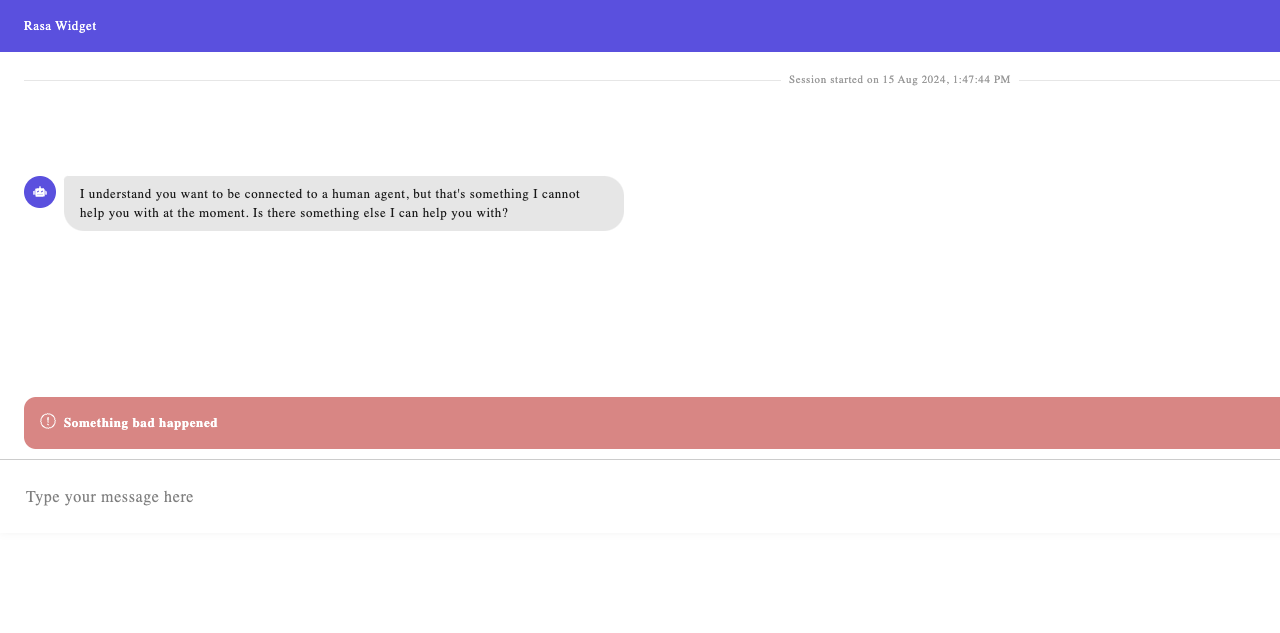 Rasa Widget
Session started on 15 Aug 2024, 1:47:44 PM
I understand you want to be connected to a human agent, but that's something I cannot
help you with at the moment. Is there something else I can help you with?
Something bad happened
Type your message here